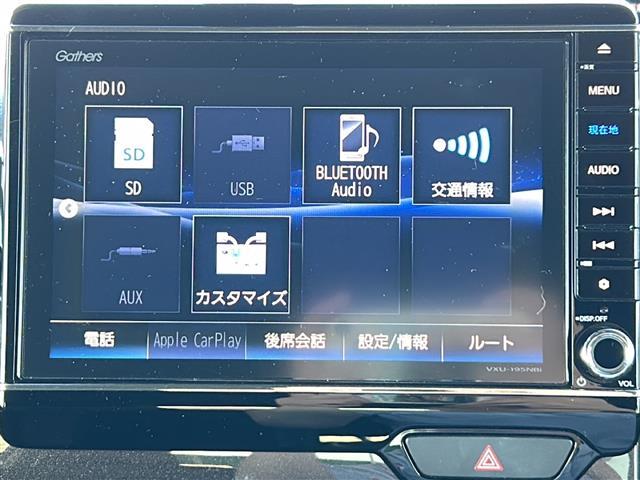 Gathers
AUDIO
SD
SD
USB
BLUETOOTH
Audio
交通情報
AUX
カスタマイズ
電話
Apple CarPlay
後席会話
設定/情報
ルート
VXU-195NBi
MENU
現在地
AUDIO
DISP.OFF
VOL